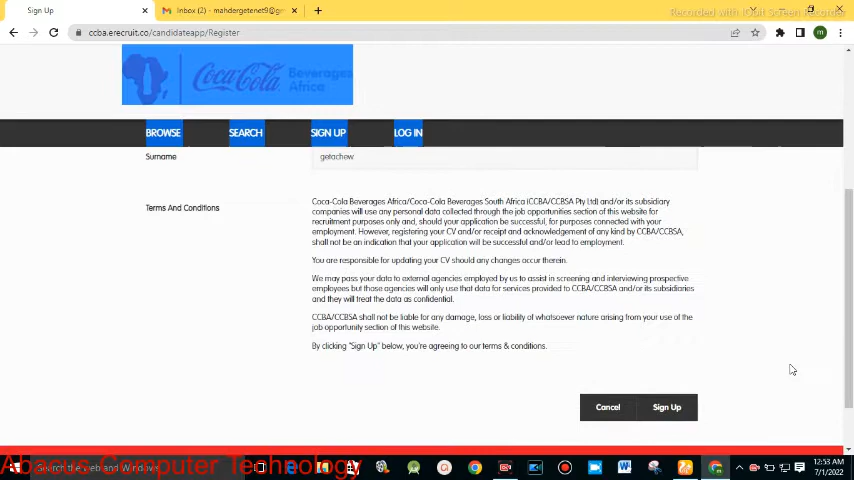 Sign Up
Inbox (2) - mahdergetenet9@gm
Recorded with iQbit Screen Recorder
ccba.erecruit.co/candidateapp/Register
m
Coca-Cola
Beverages
Africa
BROWSE
SEARCH
SIGN UP
LOG IN
Surname
getachew
Terms And Conditions
Coca-Cola Beverages Africa/Coca-Cola Beverages South Africa (CCBA/CCBSA Pty Ltd) and/or its subsidiary
companies will use any personal data collected through the job opportunities section of this website for
recruitment purposes only and, should your application be successful, for purposes connected with your
employment. However, registering your CV and/or receipt and acknowledgement of any kind by CCBA/CCBSA,
shall not be an indication that your application will be successful and/or lead to employment.
You are responsible for updating your CV should any changes occur therein.
We may pass your data to external agencies employed by us to assist in screening and interviewing prospective
employees but those agencies will only use that data for services provided to CCBA/CCBSA and/or its subsidiaries
and they will treat the data as confidential.
CCBA/CCBSA shall not be liable for any damage, loss or liability of whatsoever nature arising from your use of the
job opportunity section of this website.
By clicking "Sign Up" below, you're agreeing to our terms & conditions.
Cancel
Sign Up
Abacus Computer Technology
Search the web and Windows
12:53 AM
7/1/2022